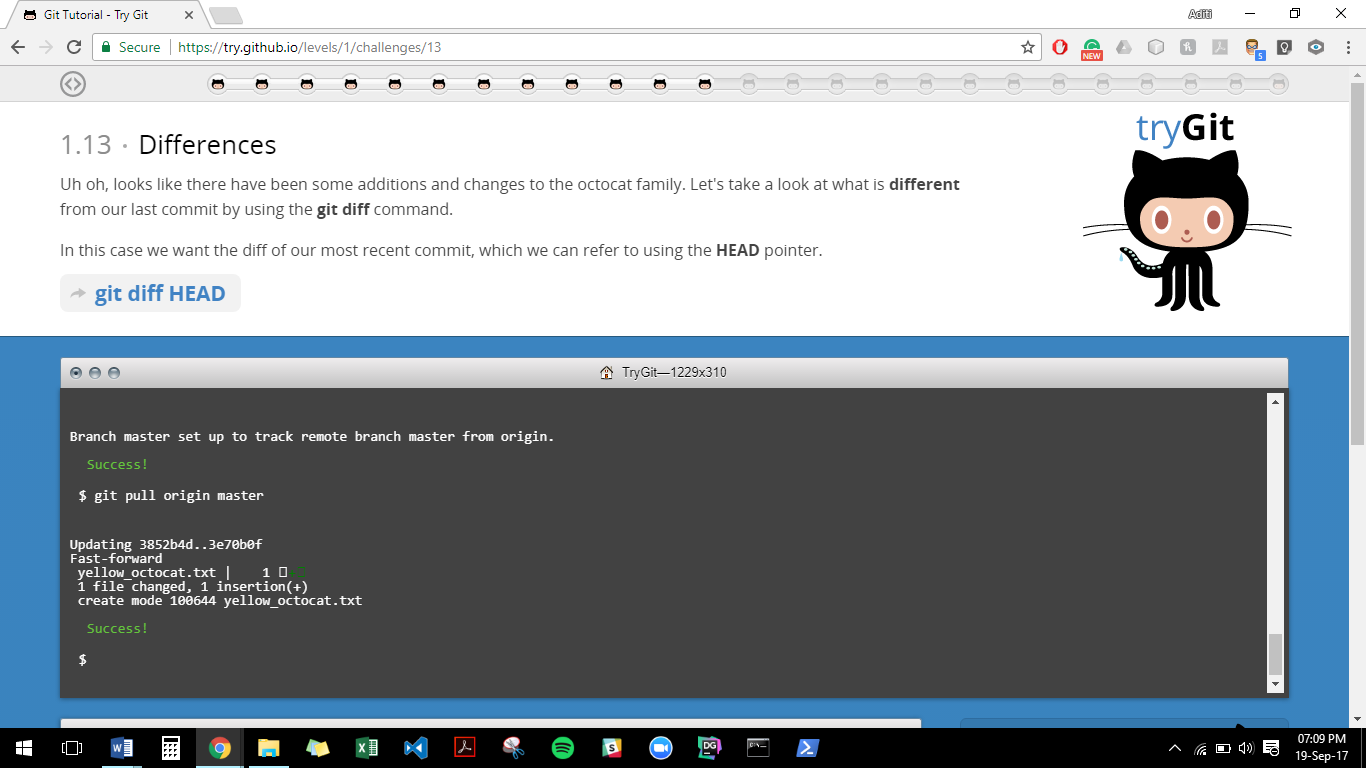 Git Tutorial - Try Git
Aditi
Secure
https://try.github.io/levels/1/challenges/13
NEW
5
1.13 · Differences
tryGit
Uh oh, looks like there have been some additions and changes to the octocat family. Let's take a look at what is different
from our last commit by using the git diff command.
In this case we want the diff of our most recent commit, which we can refer to using the HEAD pointer.
git diff HEAD
TryGit—1229x310
Branch master set up to track remote branch master from origin.
Success!
$ git pull origin master
Updating 3852b4d..3e70b0f
Fast-forward
yellow_octocat.txt | 1
1 file changed, 1 insertion(+)
create mode 100644 yellow_octocat.txt
Success!
$
07:09 PM
19-Sep-17